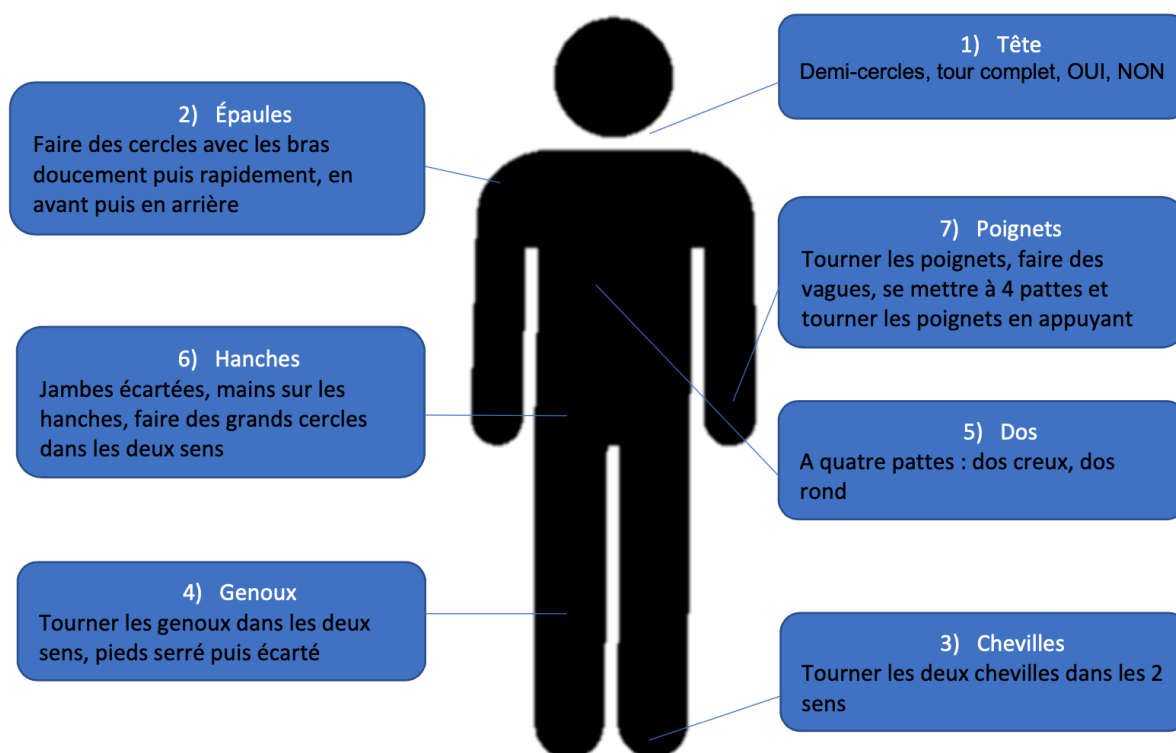 1) Tête
Demi-cercles, tour complet, OUI, NON
2) Épaules
Faire des cercles avec les bras
doucement puis rapidement, en
avant puis en arrière
7) Poignets
Tourner les poignets, faire des
vagues, se mettre à 4 pattes et
tourner les poignets en appuyant
6) Hanches
Jambes écartées, mains sur les
hanches, faire des grands cercles
dans les deux sens
5) Dos
A quatre pattes : dos creux, dos
rond
4) Genoux
Tourner les genoux dans les deux
sens, pieds serré puis écarté
3) Chevilles
Tourner les deux chevilles dans les 2
sens